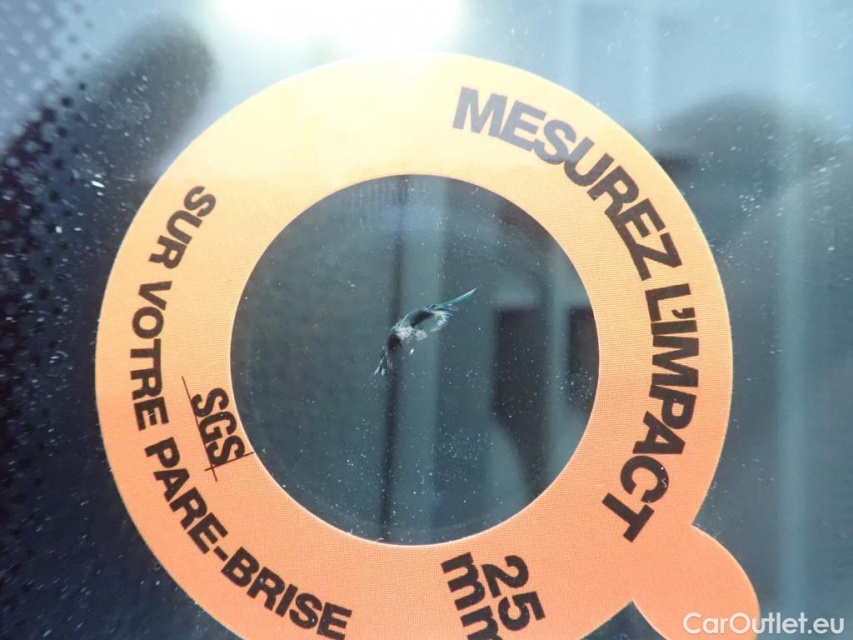 MESUREZ L'IMPACT
SUR VOTRE PARE-BRISE
SGS
25
mm
CarOutlet.eu